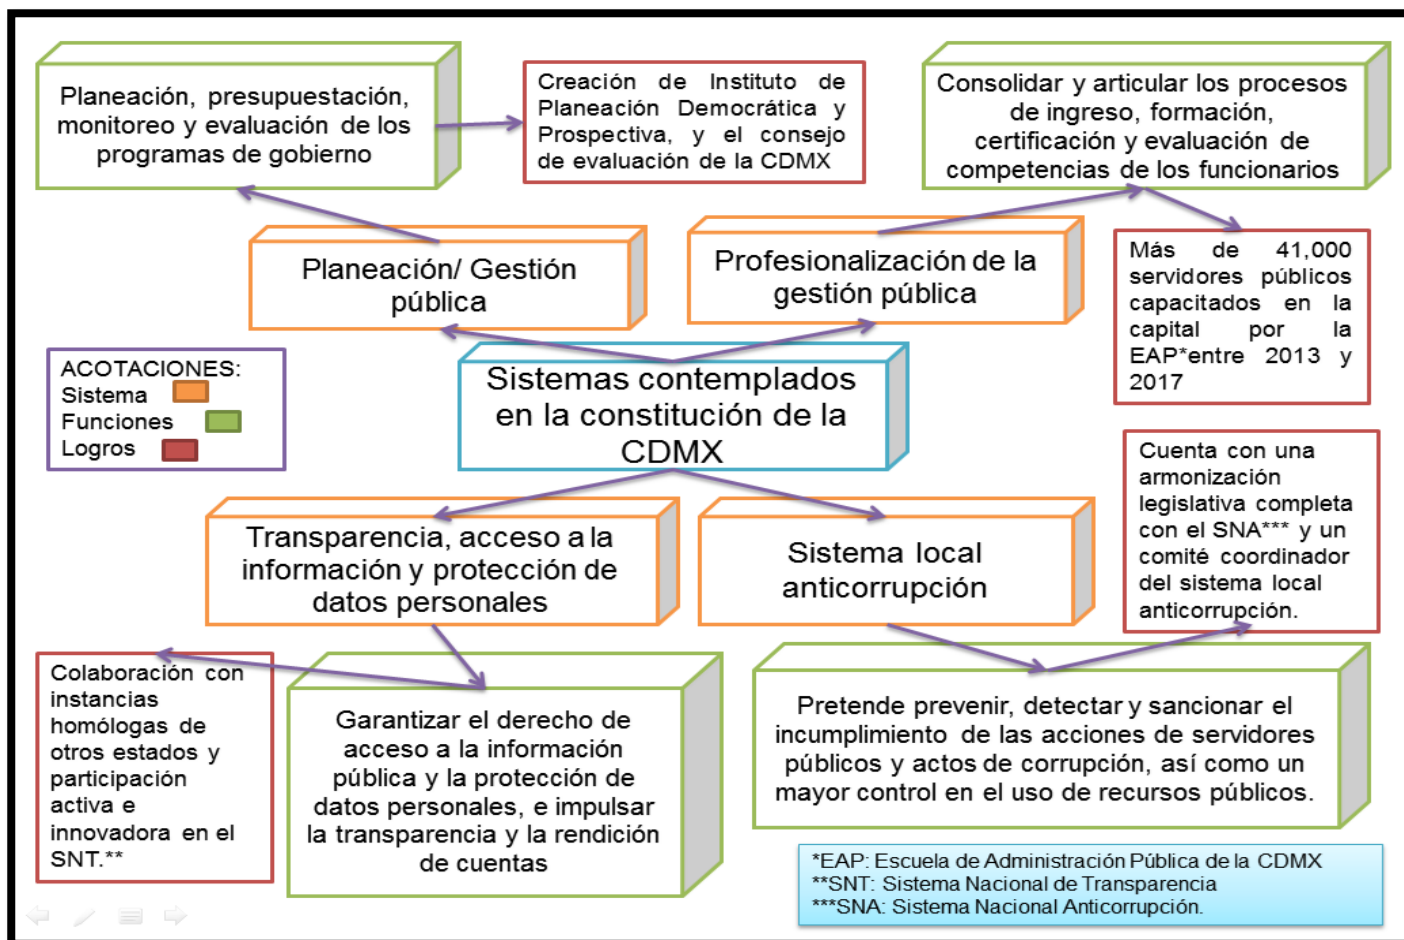 Planeación, presupuestación,
monitoreo y evaluación de los
programas de gobierno
Creación de Instituto de
Planeación Democrática y
Prospectiva, y el consejo
de evaluación de la CDMX
Consolidar y articular los procesos
de ingreso, formación,
certificación y evaluación de
competencias de los funcionarios
Planeación/ Gestión
pública
Profesionalización de la
gestión pública
Más de 41,000
servidores públicos
capacitados en la
capital por la
EAP*entre 2013 y
2017
ACOTACIONES:
Sistema
Funciones
Logros
Sistemas contemplados
en la constitución de la
CDMX
Transparencia, acceso a la
información y protección de
datos personales
Sistema local
anticorrupción
Cuenta con una
armonización
legislativa completa
con el SNA*** y un
comité coordinador
del sistema local
anticorrupción.
Colaboración con
instancias
homólogas de
otros estados y
participación
activa e
innovadora en el
SNT.**
Garantizar el derecho de
acceso a la información
pública y la protección de
datos personales, e impulsar
la transparencia y la rendición
de cuentas
Pretende prevenir, detectar y sancionar el
incumplimiento de las acciones de servidores
públicos y actos de corrupción, así como un
mayor control en el uso de recursos públicos.
*EAP: Escuela de Administración Pública de la CDMX
**SNT: Sistema Nacional de Transparencia
***SNA: Sistema Nacional Anticorrupción.